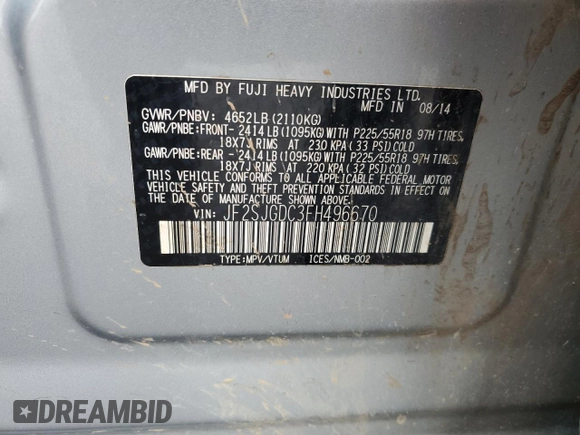 MFD BY FUJI HEAVY INDUSTRIES LTD.
MFD IN 08/14
GVWR/PNBV: 4652LB(2110KG)
GAWR/PNBE:FRONT- 2414LB(1095KG)WITH P225/55R18 97H TIRES,
18X7J RIMS AT 230 KPA(33 PSI)COLD
GAWR/PNBE:REAR - 2414LB(1095KG)WITH P225/55R18 97H TIRES,
18X7J RIMS AT 220 KPA(32 PSI)COLD
THIS VEHICLE CONFORMS TO ALL APPLICABLE FEDERAL MOTOR
VEHICLE SAFETY AND THEFT PREVENTION STANDARDS IN EFFECT
ON THE DATE OF MANUFACTURE SHOWN ABOVE.
VIN: JF2SJGDC3FH496670
TYPE:MPV/VTUM ICES/NMB-002
DREAMBID